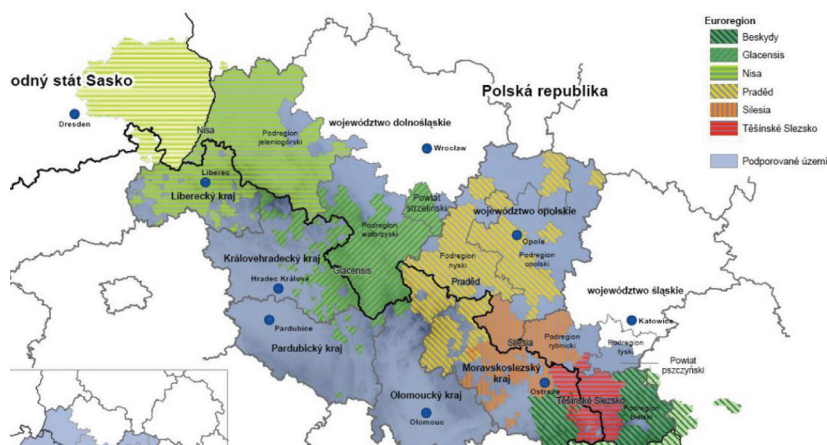 Euroregion
Beskydy
Glacensis
Nisa
Praděd
Silesia
Těšínské Slezsko
Podporované území
odný stát Sasko
Dresden
Polská republika
Nisa
Podregion
jeleniogórski
województwo dolnośląskie
Wrocław
Liberec
Liberecký kraj
Powiat
strzeliński
Podregion
wałbrzyski
województwo opolskie
Opole
Podregion
opolski
Podregion
nyski
Královehradecký kraj
Glacensis
Praděd
Hradec Králové
województwo śląskie
Katowice
Pardubice
Pardubický kraj
Silesia
Podregion
rybnicki
Podregion
tyski
Powiat
pszczyński
Moravskoslezský
kraj
Ostrava
Olomoucký kraj
Olomouc
Těšínské Slezsko
Podregion
bielski